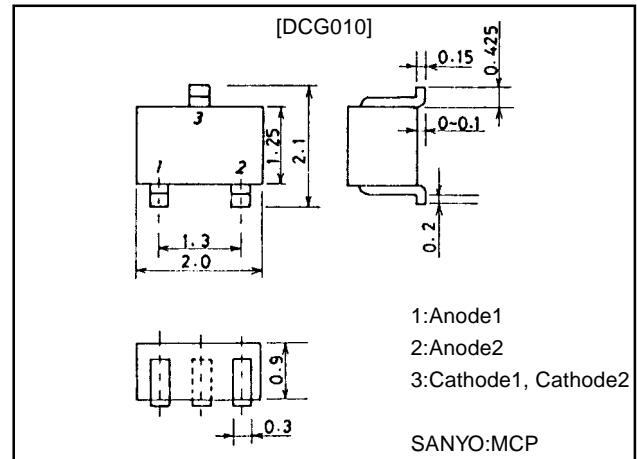 [DCG010]
0.15
0.425
3
1.25
2.1
0~0.1
1
2
1.3
2.0
0.2
0.9
0.3
1:Anode1
2:Anode2
3:Cathode1, Cathode2
SANYO:MCP